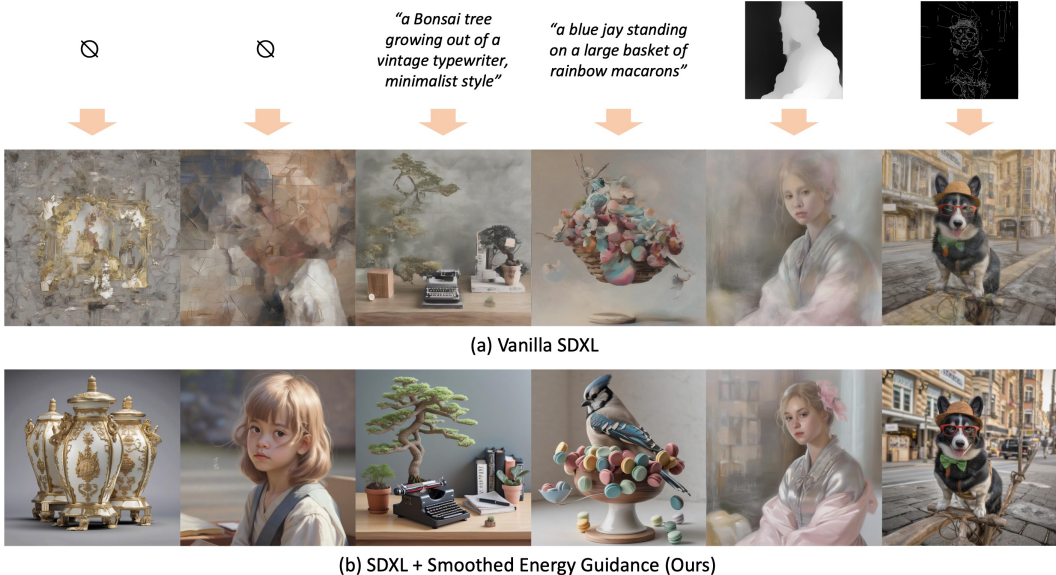 ∅
∅
“a Bonsai tree
growing out of a
vintage typewriter,
minimalist style”
“a blue jay standing
on a large basket of
rainbow macarons”
(a) Vanilla SDXL
(b) SDXL + Smoothed Energy Guidance (Ours)